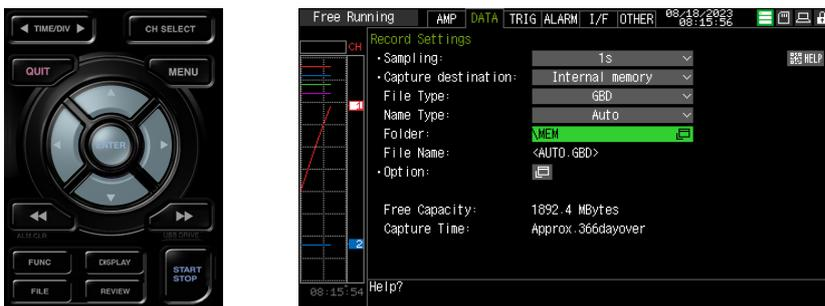 ◀ TIME/DIV ▶
CH SELECT
QUIT
MENU
ENTER
◀◀
▶▶
ALM.CLR
USB DRIVE
FUNC
DISPLAY
START
STOP
FILE
REVIEW
Free Running
AMP DATA TRIG ALARM I/F OTHER
08/18/2023
08:15:56
CH
Record Settings
•Sampling: 1s
HELP
•Capture destination: Internal memory
File Type: GBD
1
Name Type: Auto
Folder: \MEM
File Name: <AUTO.GBD>
•Option:
Free Capacity: 1892.4 MBytes
Capture Time: Approx.366dayover
2
08:15:54
Help?